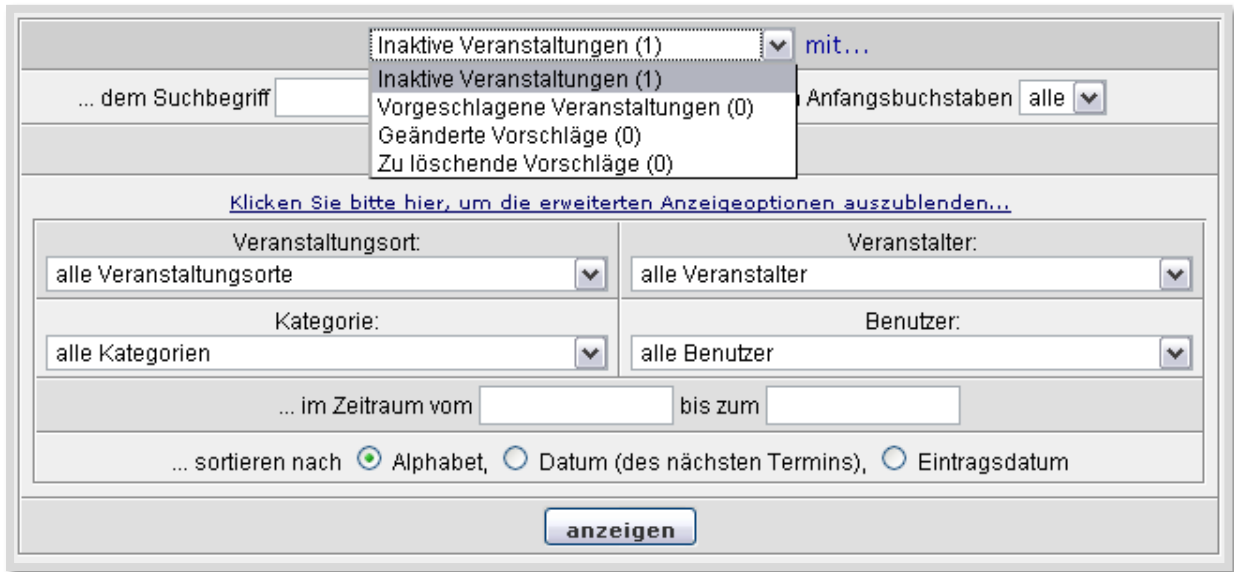 Inaktive Veranstaltungen (1) mit...
Inaktive Veranstaltungen (1)
... dem Suchbegriff Vorgeschlagene Veranstaltungen (0) Anfangsbuchstaben alle
Geänderte Vorschläge (0)
Zu löschende Vorschläge (0)
Klicken Sie bitte hier, um die erweiterten Anzeigeoptionen auszublenden...
Veranstaltungsort: Veranstalter:
alle Veranstaltungsorte alle Veranstalter
Kategorie: Benutzer:
alle Kategorien alle Benutzer
... im Zeitraum vom bis zum
... sortieren nach Alphabet, Datum (des nächsten Termins), Eintragsdatum
anzeigen